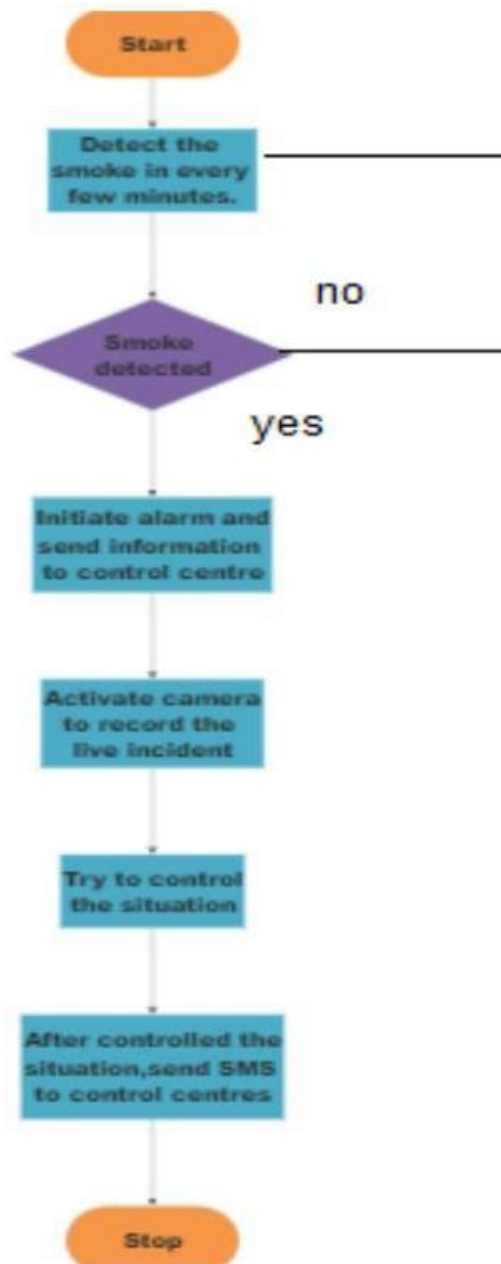 Start
Detect the
smoke in every
few minutes.
no
Smoke
detected
yes
Initiate alarm and
send information
to control centre
Activate camera
to record the
live incident
Try to control
the situation
After controlled the
situation,send SMS
to control centres
Stop